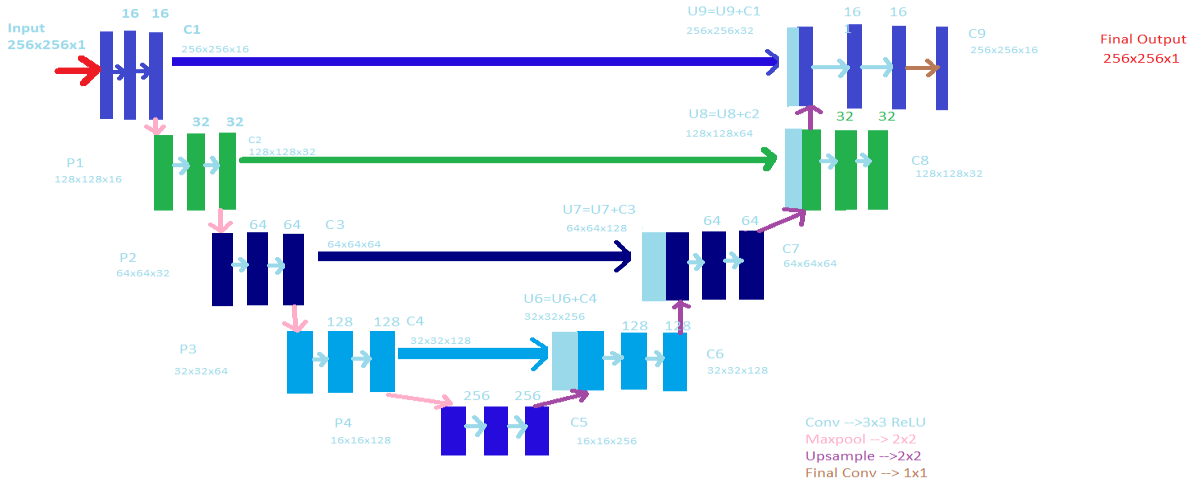 Input
256x256x1
16 16
C1
256x256x16
U9=U9+C1
256x256x32
16
1
16
C9
256x256x16
Final Output
256x256x1
P1
128x128x16
32 32
C2
128x128x32
U8=U8+c2
128x128x64
32 32
C8
128x128x32
P2
64x64x32
64 64
C3
64x64x64
U7=U7+C3
64x64x128
64 64
C7
64x64x64
P3
32x32x64
128 128
C4
32x32x128
U6=U6+C4
32x32x256
128 128
C6
32x32x128
P4
16x16x128
256 256
C5
16x16x256
Conv -->3x3 ReLU
Maxpool --> 2x2
Upsample -->2x2
Final Conv --> 1x1